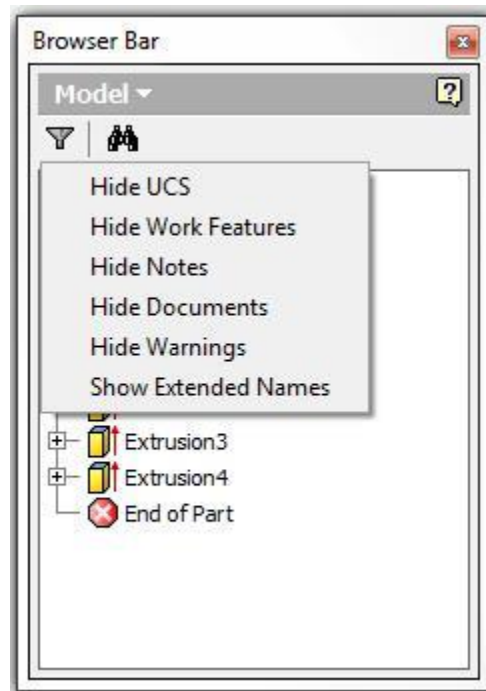 Browser Bar
Model
Hide UCS
Hide Work Features
Hide Notes
Hide Documents
Hide Warnings
Show Extended Names
Extrusion3
Extrusion4
End of Part